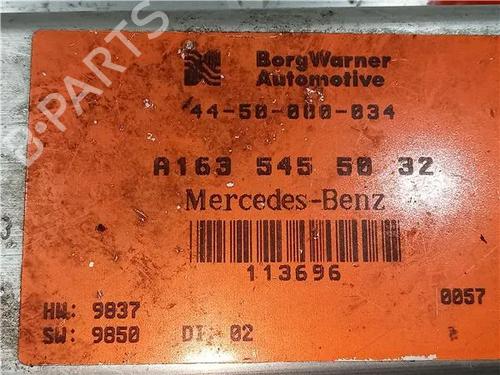 BorgWarner
Automotive
44-50-000-034
A163 545 50 32
Mercedes-Benz
113696
HW: 9837
SW: 9850 DI: 02
0057
D-PARTS